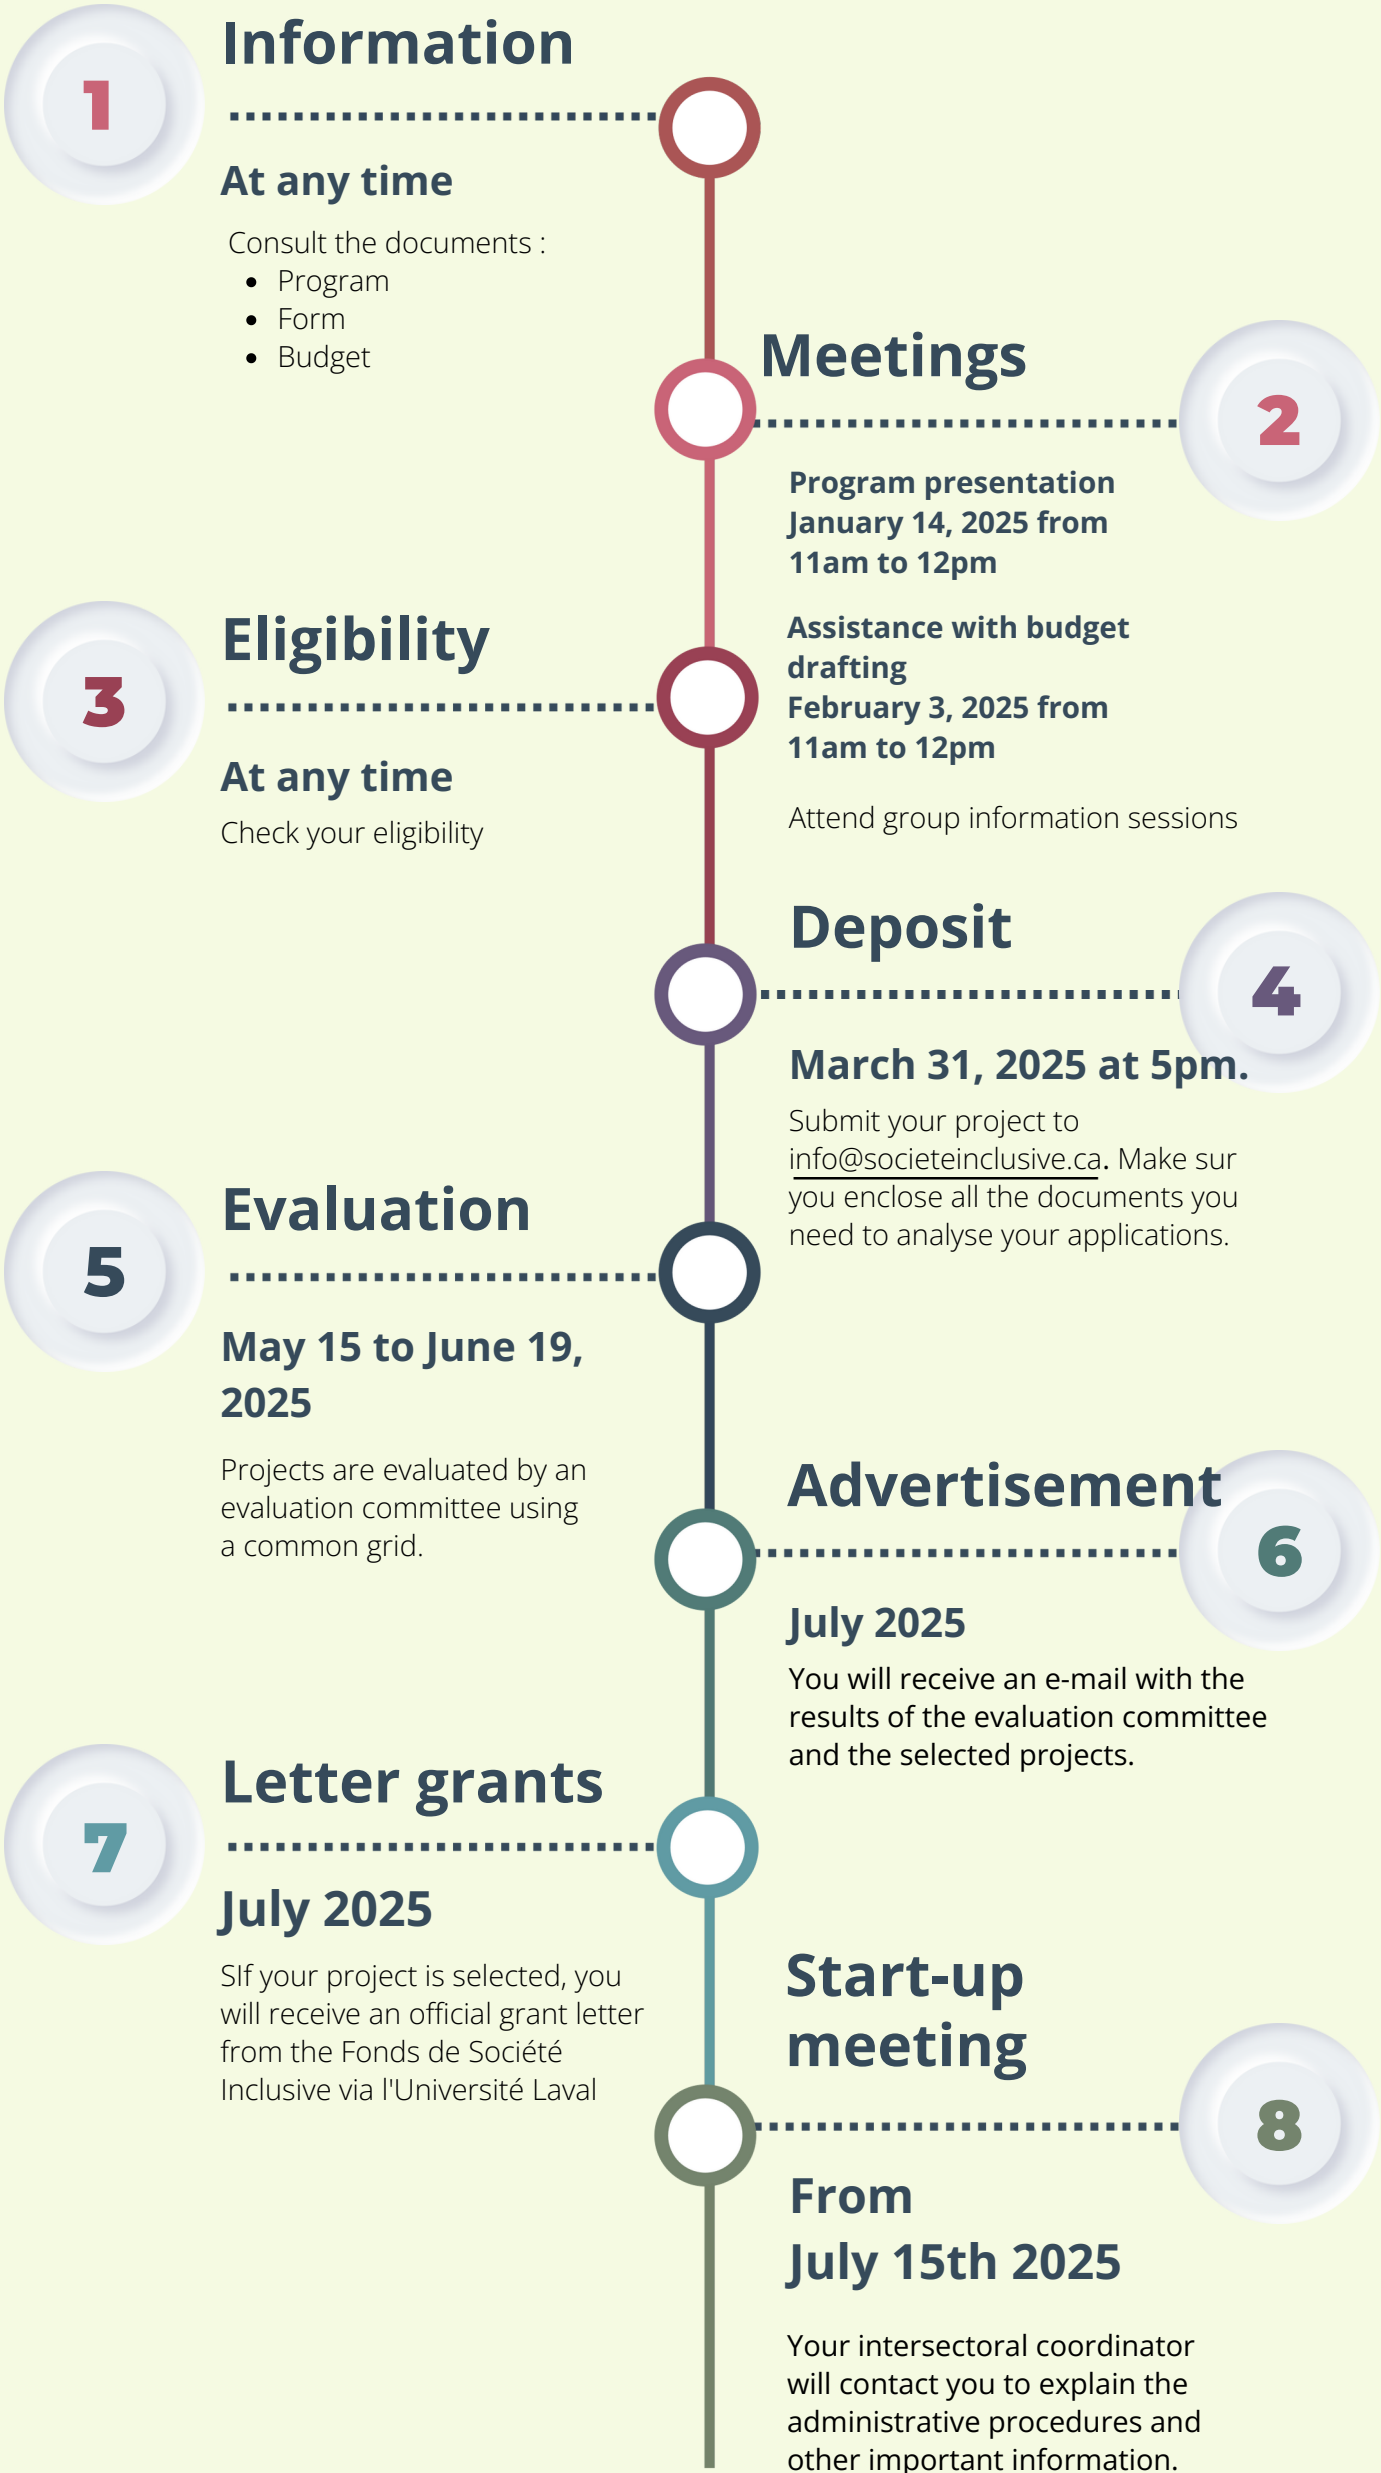 1
Information
At any time
Consult the documents :
• Program
• Form
• Budget
2
Meetings
Program presentation
January 14, 2025 from
11am to 12pm
Assistance with budget
drafting
February 3, 2025 from
11am to 12pm
Attend group information sessions
3
Eligibility
At any time
Check your eligibility
4
Deposit
March 31, 2025 at 5pm.
Submit your project to
info@societeinclusive.ca. Make sur
you enclose all the documents you
need to analyse your applications.
5
Evaluation
May 15 to June 19,
2025
Projects are evaluated by an
evaluation committee using
a common grid.
6
Advertisement
July 2025
You will receive an e-mail with the
results of the evaluation committee
and the selected projects.
7
Letter grants
July 2025
SIf your project is selected, you
will receive an official grant letter
from the Fonds de Société
Inclusive via l'Université Laval
8
Start-up
meeting
From
July 15th 2025
Your intersectoral coordinator
will contact you to explain the
administrative procedures and
other important information.